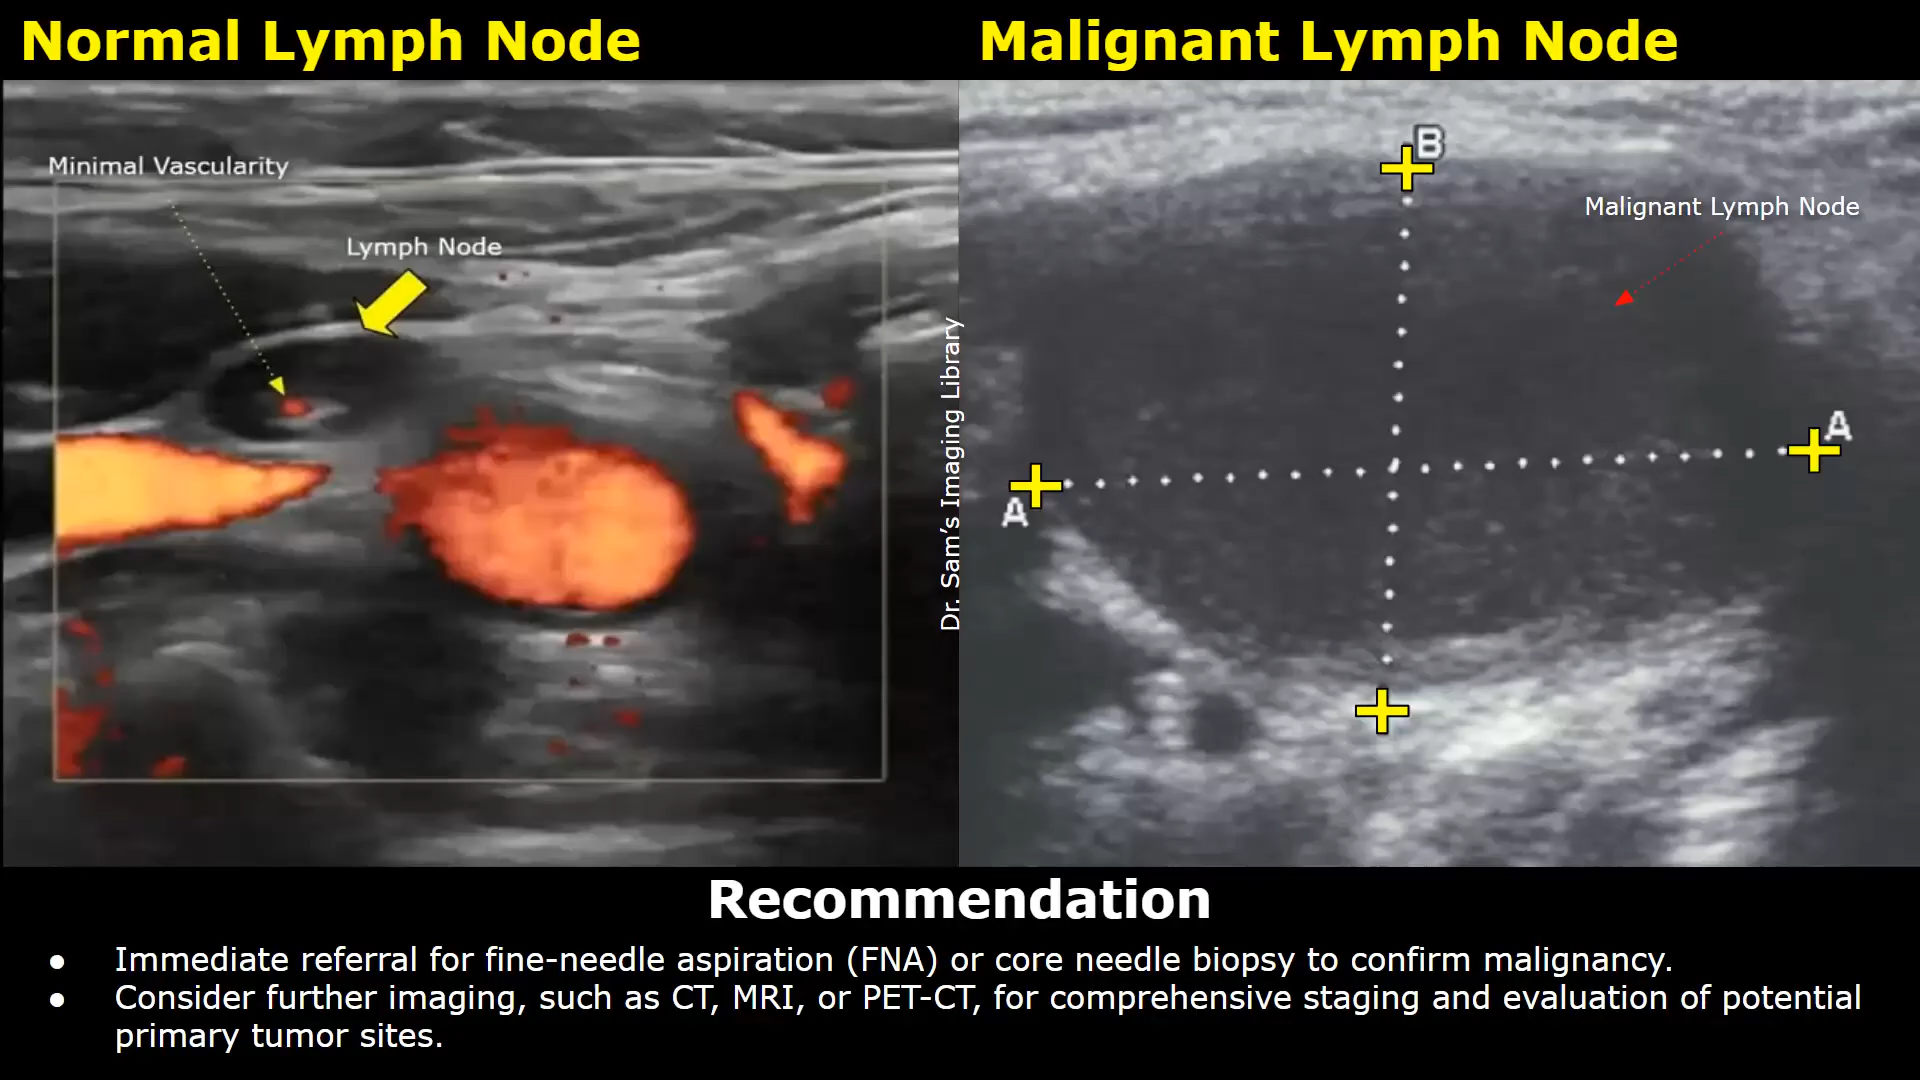 Normal Lymph Node
Malignant Lymph Node
Minimal Vascularity
Lymph Node
Dr. Sam’s Imaging Library
B
Malignant Lymph Node
A
A
Recommendation
● Immediate referral for fine-needle aspiration (FNA) or core needle biopsy to confirm malignancy.
● Consider further imaging, such as CT, MRI, or PET-CT, for comprehensive staging and evaluation of potential
primary tumor sites.